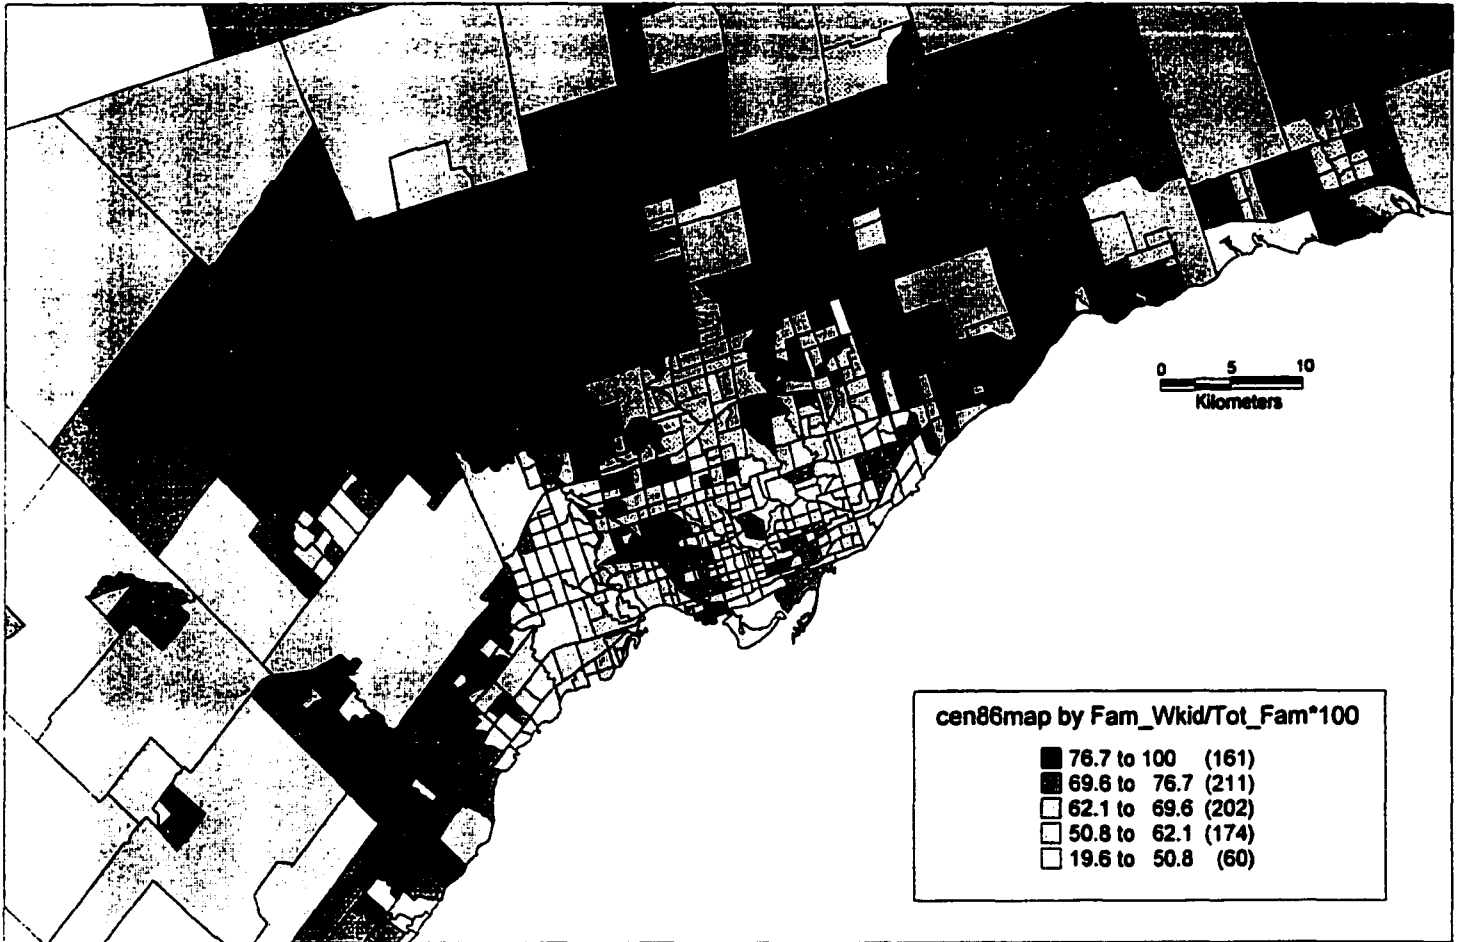 0 5 10
Kilometers
cen86map by Fam_Wkid/Tot_Fam*100
76.7 to 100 (161)
69.6 to 76.7 (211)
62.1 to 69.6 (202)
50.8 to 62.1 (174)
19.6 to 50.8 (60)